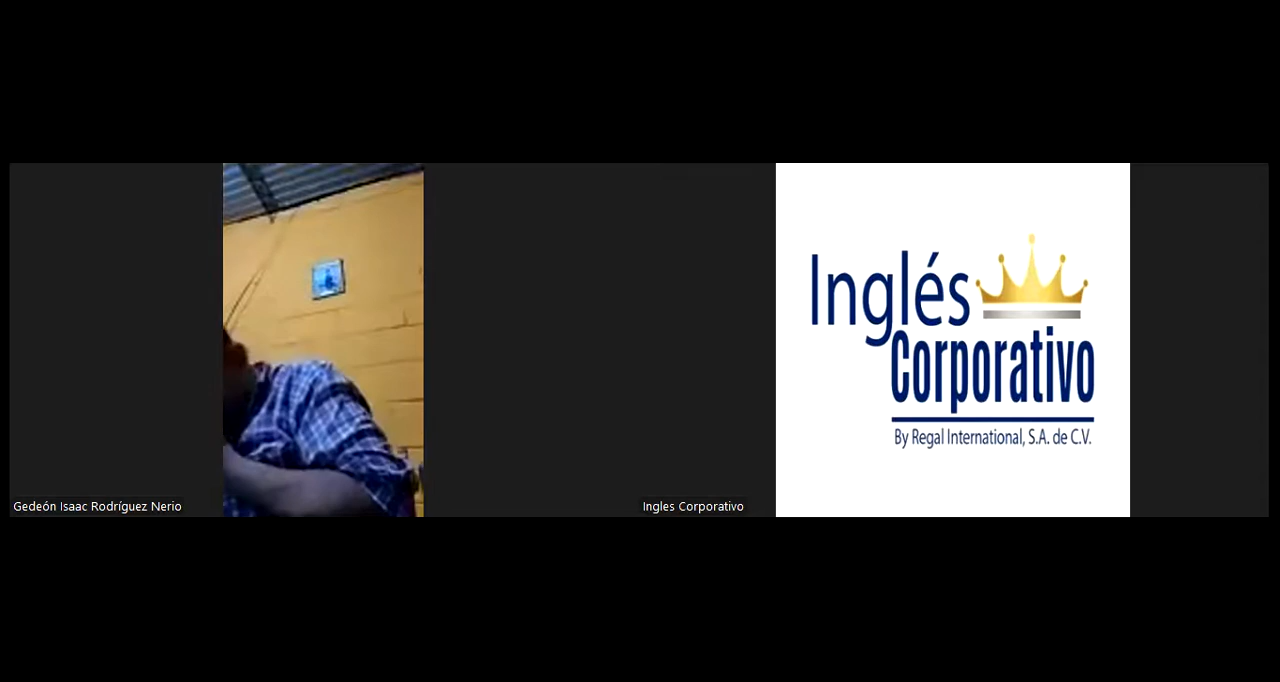 Inglés
Corporativo
By Regal International, S.A. de C.V.
Gedeón Isaac Rodríguez Nerio
Ingles Corporativo